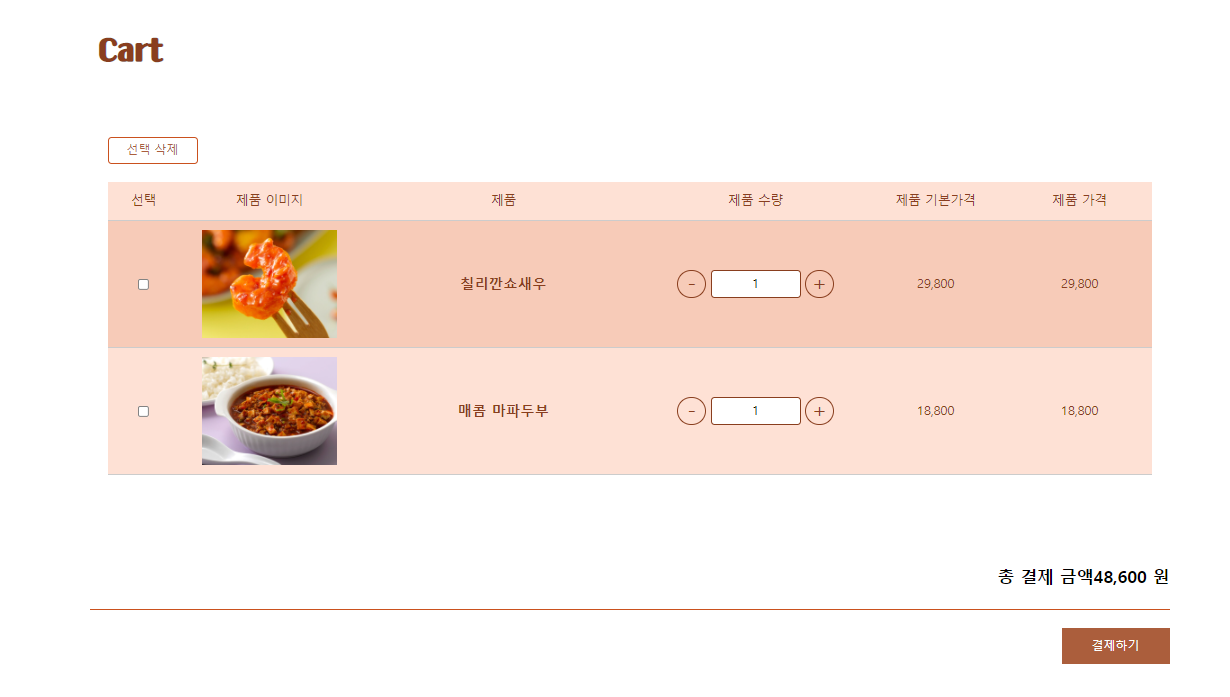 Cart
선택 삭제
선택 제품 이미지 제품 제품 수량 제품 기본가격 제품 가격
칠리깐쇼새우 - 1 + 29,800 29,800
매콤 마파두부 - 1 + 18,800 18,800
총 결제 금액48,600 원
결제하기